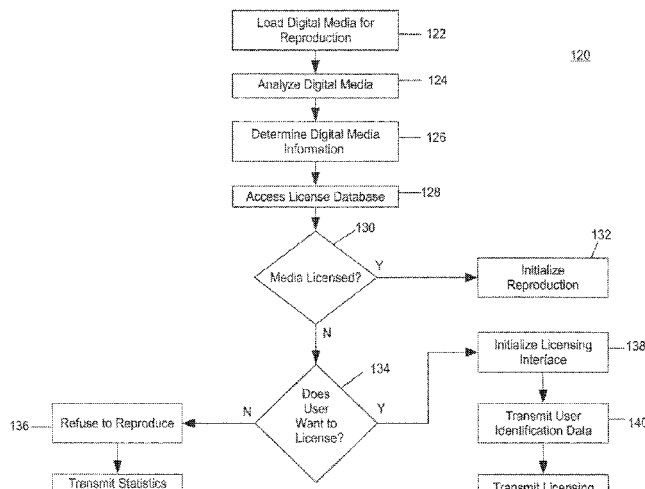 Load Digital Media for
Reproduction
122
120
Analyze Digital Media
124
Determine Digital Media
Information
126
Access License Database
128
130
Media Licensed?
Y
132
Initialize
Reproduction
N
134
Does
User
Want to
License?
N
Y
Initialize Licensing
Interface
138
136
Refuse to Reproduce
Transmit User
Identification Data
140
Transmit Statistics
Transmit Licensing